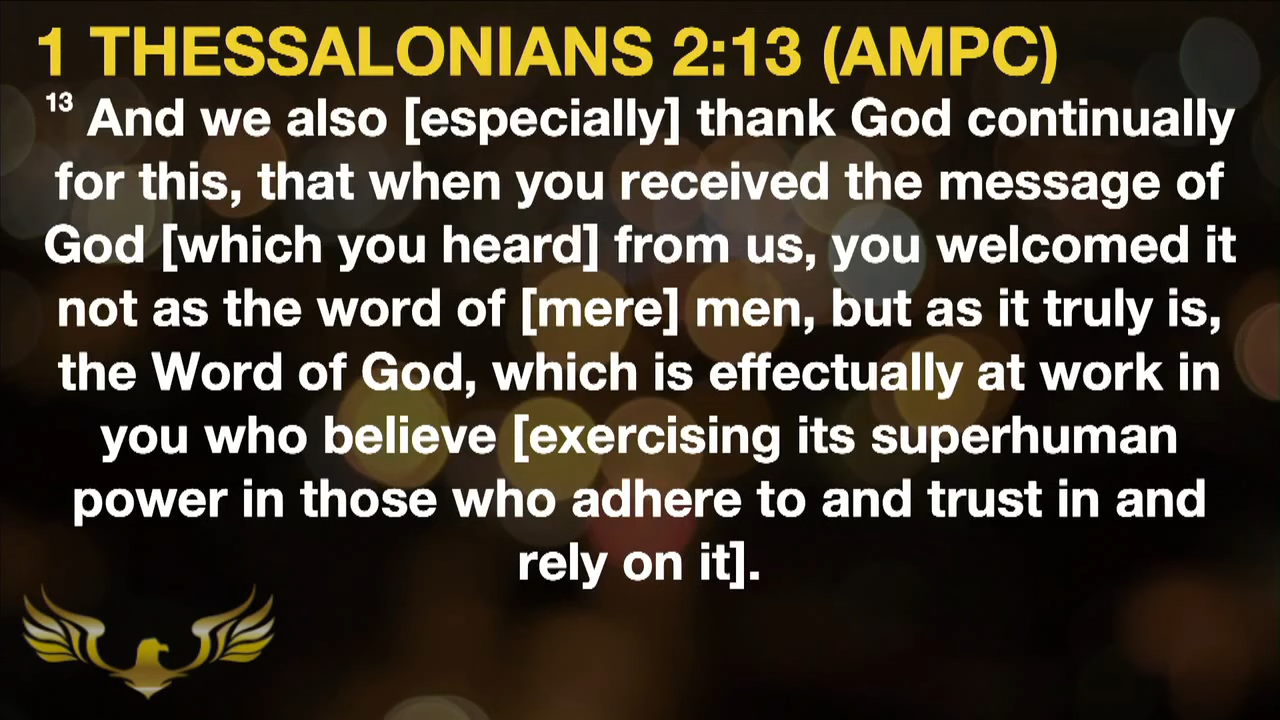 1 THESSALONIANS 2:13 (AMPC)
13 And we also [especially] thank God continually
for this, that when you received the message of
God [which you heard] from us, you welcomed it
not as the word of [mere] men, but as it truly is,
the Word of God, which is effectually at work in
you who believe [exercising its superhuman
power in those who adhere to and trust in and
rely on it].